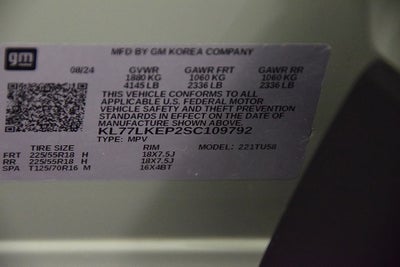 gm
MFD BY GM KOREA COMPANY
08/24 GVWR GAWR FRT GAWR RR
1880 KG 1060 KG 1060 KG
4145 LB 2336 LB 2336 LB
THIS VEHICLE CONFORMS TO ALL
APPLICABLE U.S. FEDERAL MOTOR
VEHICLE SAFETY AND THEFT PREVENTION
STANDARDS IN EFFECT ON THE DATE OF
MANUFACTURE SHOWN ABOVE.
KL77LKEP2SC109792
TYPE: MPV MODEL: 221TU58
TIRE SIZE RIM
FRT 225/55R18 H 18X7.5J
RR 225/55R18 H 18X7.5J
SPA T125/70R16 M 16X4BT